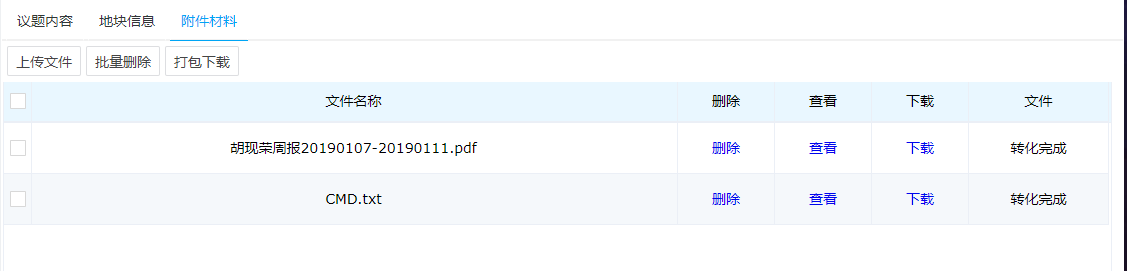 议题内容 地块信息 附件材料
上传文件 批量删除 打包下载
文件名称 删除 查看 下载 文件
胡现荣周报20190107-20190111.pdf 删除 查看 下载 转化完成
CMD.txt 删除 查看 下载 转化完成